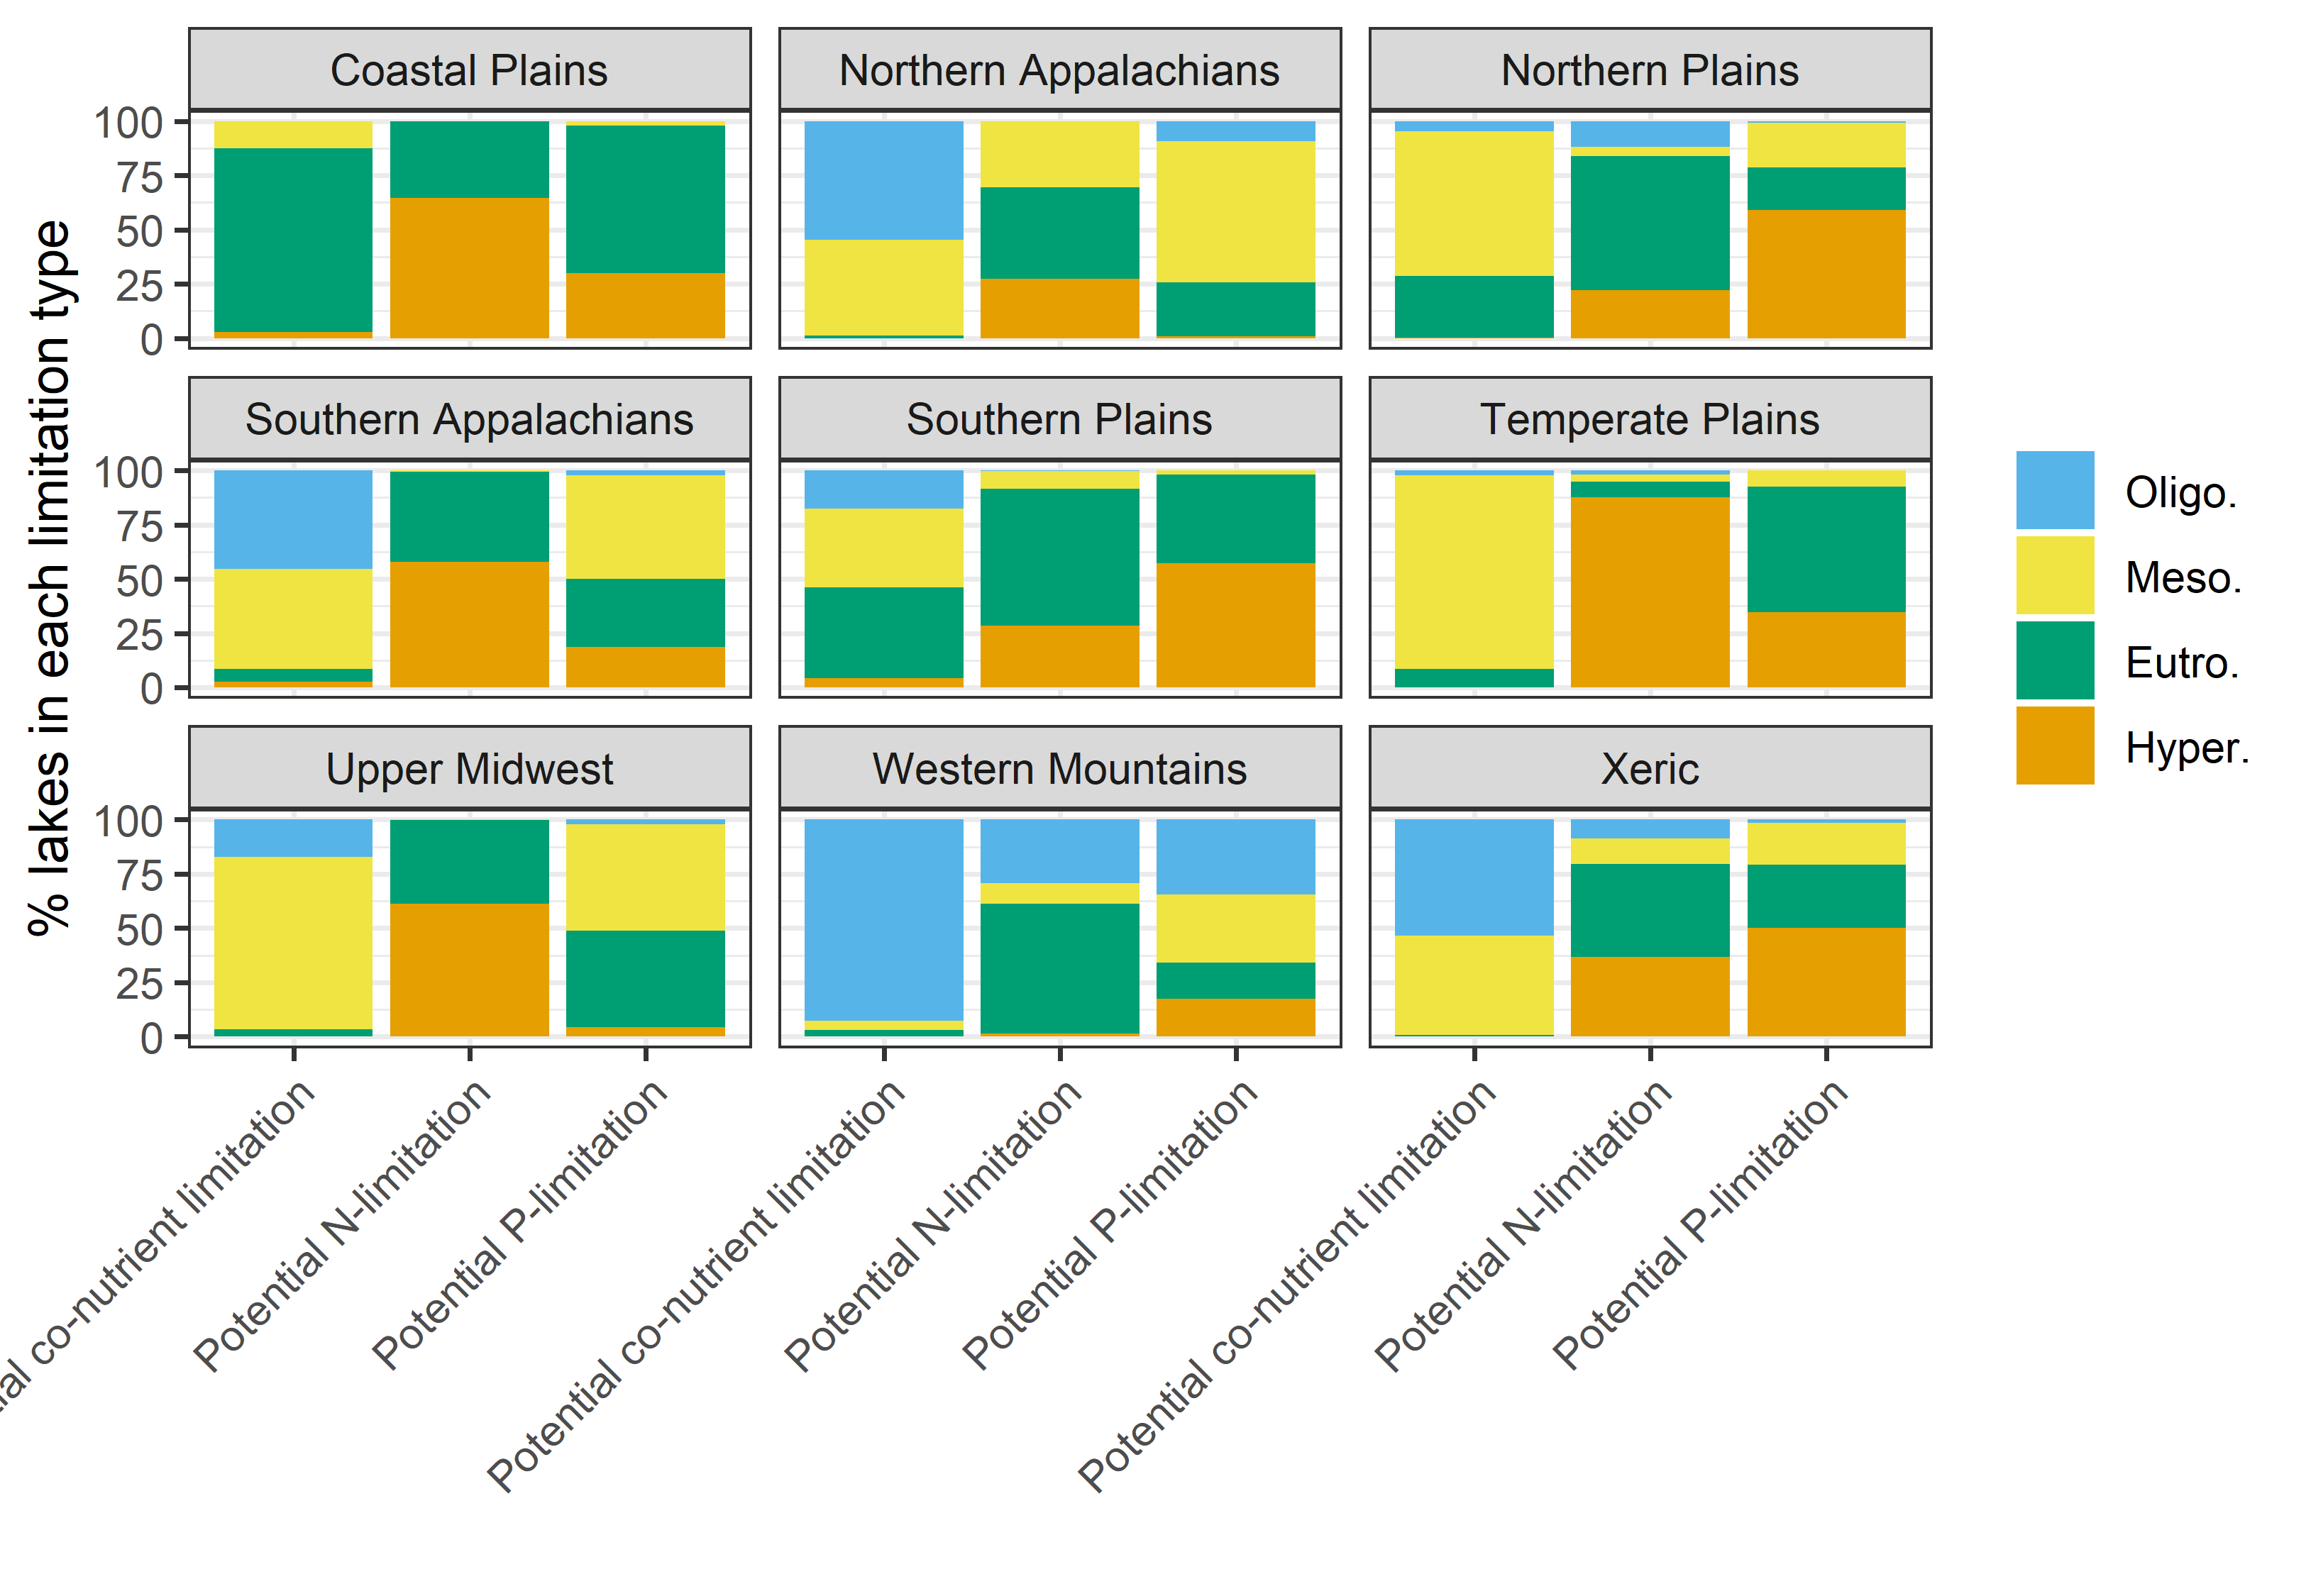 Coastal Plains
Northern Appalachians
Northern Plains
100
75
50
25
0
Southern Appalachians
Southern Plains
Temperate Plains
100
75
50
25
0
Upper Midwest
Western Mountains
Xeric
100
75
50
25
0
% lakes in each limitation type
co-nutrient limitation
Potential N-limitation
Potential P-limitation
Potential co-nutrient limitation
Potential N-limitation
Potential P-limitation
Potential co-nutrient limitation
Potential N-limitation
Potential P-limitation
Oligo.
Meso.
Eutro.
Hyper.